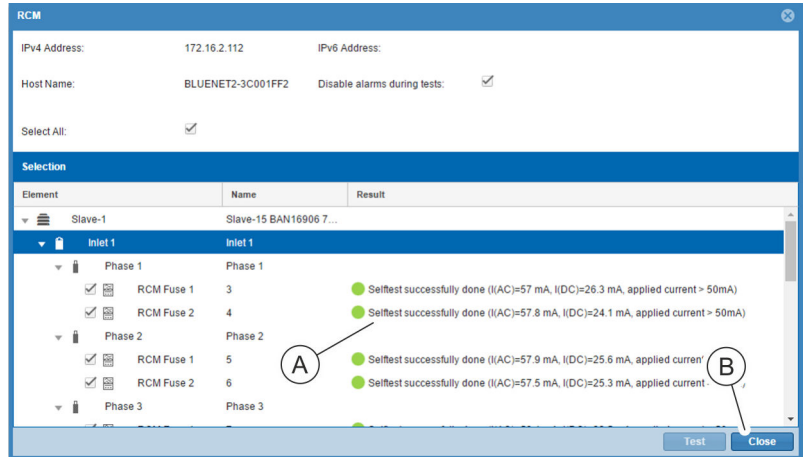 RCM
IPv4 Address: 172.16.2.112 IPv6 Address:
Host Name: BLUENET2-3C001FF2 Disable alarms during tests:
Select All:
Selection
Element Name Result
Slave-1 Slave-15 BAN16906 7...
Inlet 1 Inlet 1
Phase 1 Phase 1
RCM Fuse 1 3 Selftest successfully done (I(AC)=57 mA, I(DC)=26.3 mA, applied current > 50mA)
RCM Fuse 2 4 Selftest successfully done (I(AC)=57.8 mA, I(DC)=24.1 mA, applied current > 50mA)
Phase 2 Phase 2
A
RCM Fuse 1 5 Selftest successfully done (I(AC)=57.9 mA, I(DC)=25.6 mA, applied
B
RCM Fuse 2 6 Selftest successfully done (I(AC)=57.5 mA, I(DC)=25.3 mA, applied current
Phase 3 Phase 3
Test Close